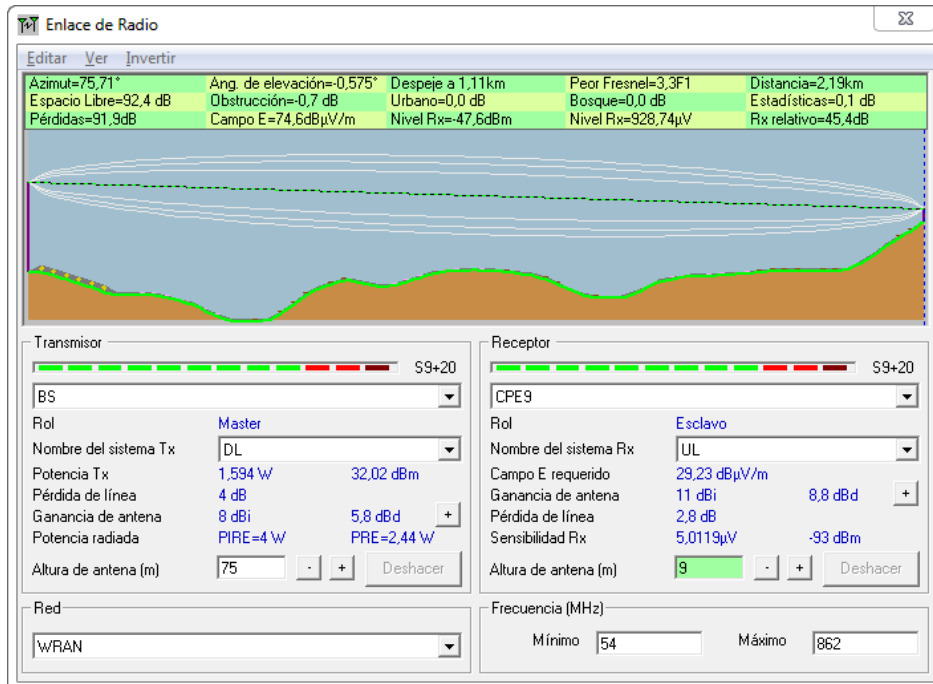 Enlace de Radio
Editar Ver Invertir
Azimut=75,71° Ang. de elevación=-0,575° Despeje a 1,11km Peor Fresnel=3,3F1 Distancia=2,19km
Espacio Libre=92,4 dB Obstrucción=-0,7 dB Urbano=0,0 dB Bosque=0,0 dB Estadísticas=0,1 dB
Pérdidas=91,9dB Campo E=74,6dBµV/m Nivel Rx=-47,6dBm Nivel Rx=928,74µV Rx relativo=45,4dB
Transmisor
S9+20
BS
Rol Master
Nombre del sistema Tx DL
Potencia Tx 1,594 W 32,02 dBm
Pérdida de línea 4 dB
Ganancia de antena 8 dBi 5,8 dBd +
Potencia radiada PIRE=4 W PRE=2,44 W
Altura de antena (m) 75 - + Deshacer
Red
WRAN
Receptor
S9+20
CPE9
Rol Esclavo
Nombre del sistema Rx UL
Campo E requerido 29,23 dBµV/m
Ganancia de antena 11 dBi 8,8 dBd +
Pérdida de línea 2,8 dB
Sensibilidad Rx 5,0119µV -93 dBm
Altura de antena (m) 9 - + Deshacer
Frecuencia (MHz)
Mínimo 54 Máximo 862